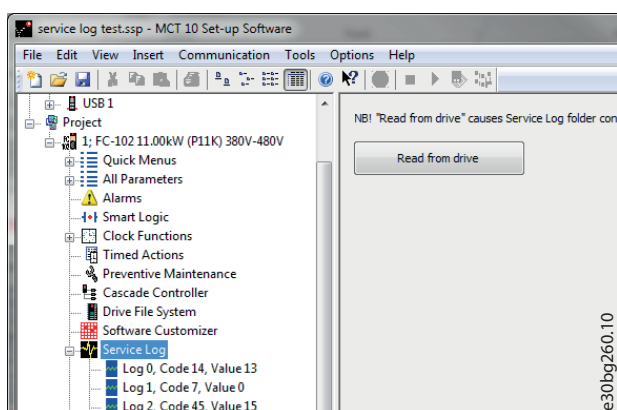 service log test.ssp - MCT 10 Set-up Software
File Edit View Insert Communication Tools Options Help
USB 1
Project
1; FC-102 11.00kW (P11K) 380V-480V
Quick Menus
All Parameters
Alarms
Smart Logic
Clock Functions
Timed Actions
Preventive Maintenance
Cascade Controller
Drive File System
Software Customizer
Service Log
Log 0, Code 14, Value 13
Log 1, Code 7, Value 0
Log 2, Code 45, Value 15
NB! "Read from drive" causes Service Log folder con
Read from drive
e30bg260.10